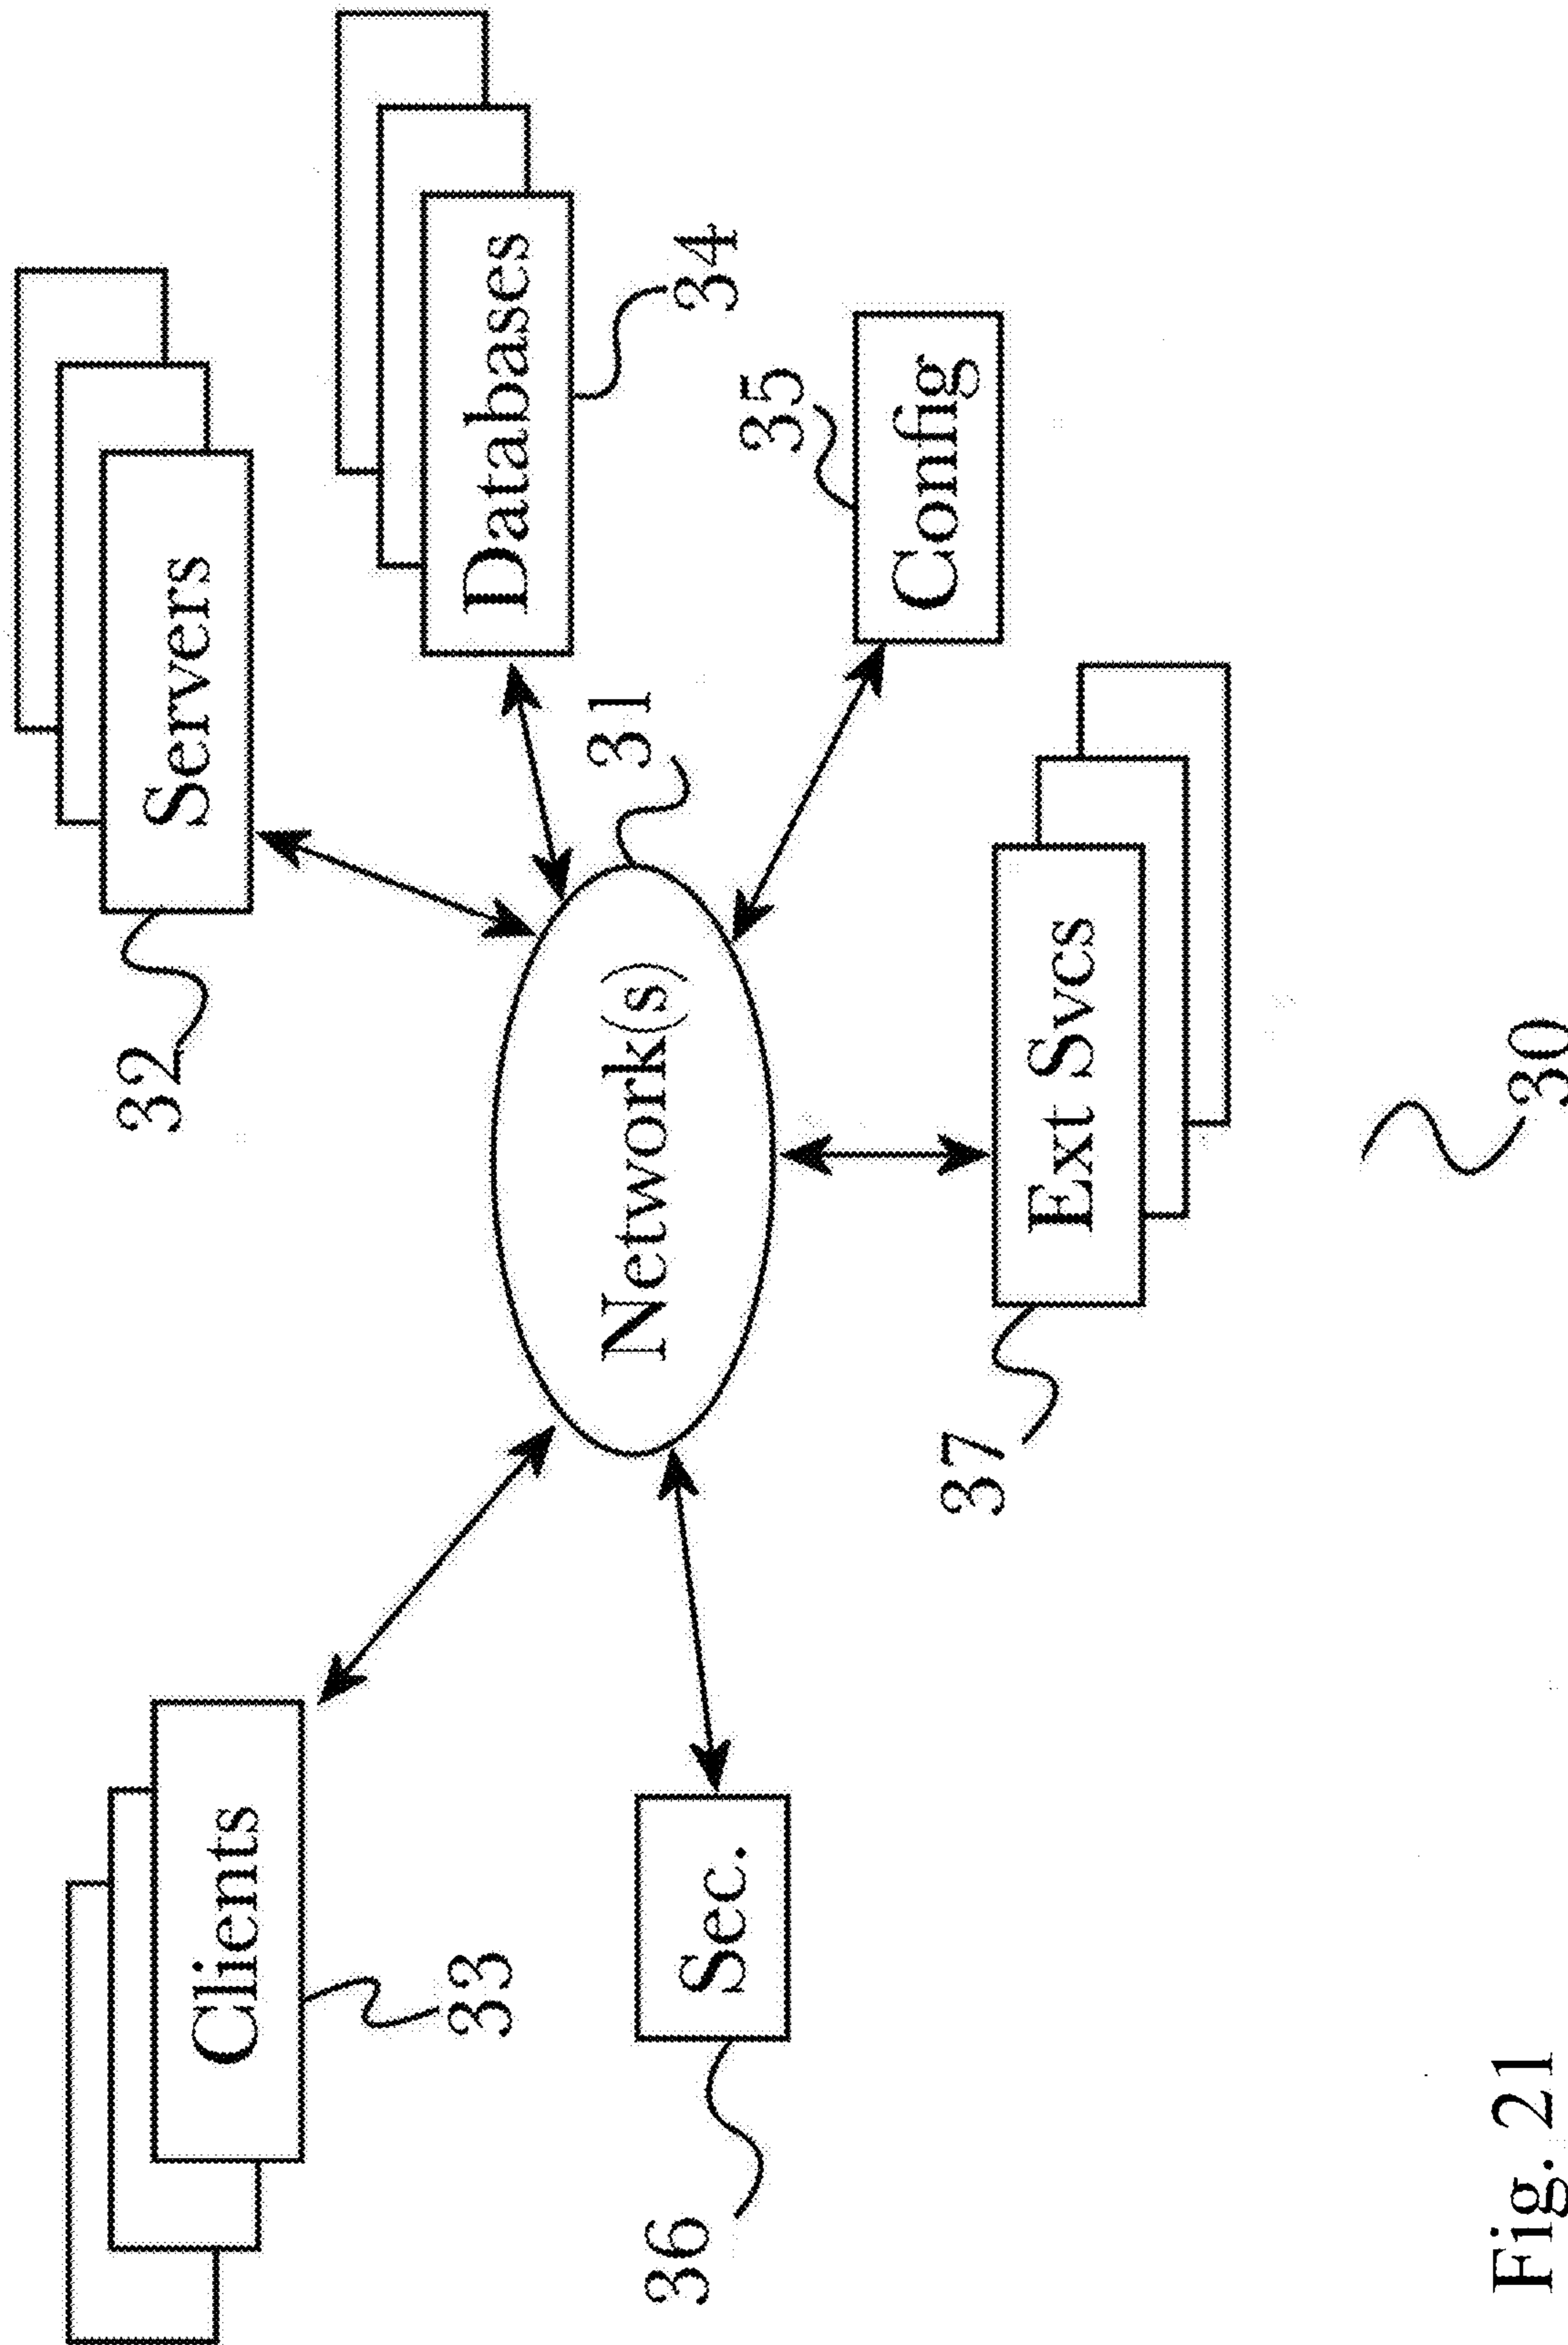 Servers
32
Clients
33
Databases
34
Network(s)
31
Sec.
36
35
Config
Ext Svcs
37
30
Fig. 21